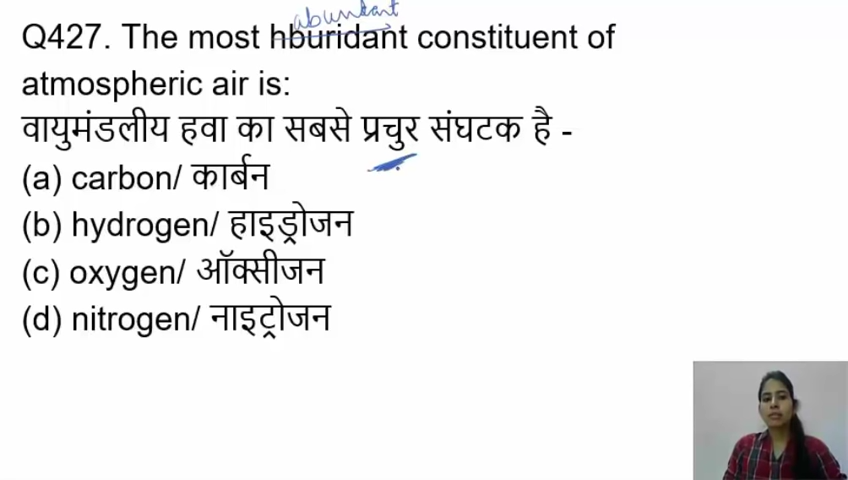 abundant
Q427. The most hburidant constituent of
atmospheric air is:
वायुमंडलीय हवा का सबसे प्रचुर संघटक है -
(a) carbon/ कार्बन
(b) hydrogen/ हाइड्रोजन
(c) oxygen/ ऑक्सीजन
(d) nitrogen/ नाइट्रोजन